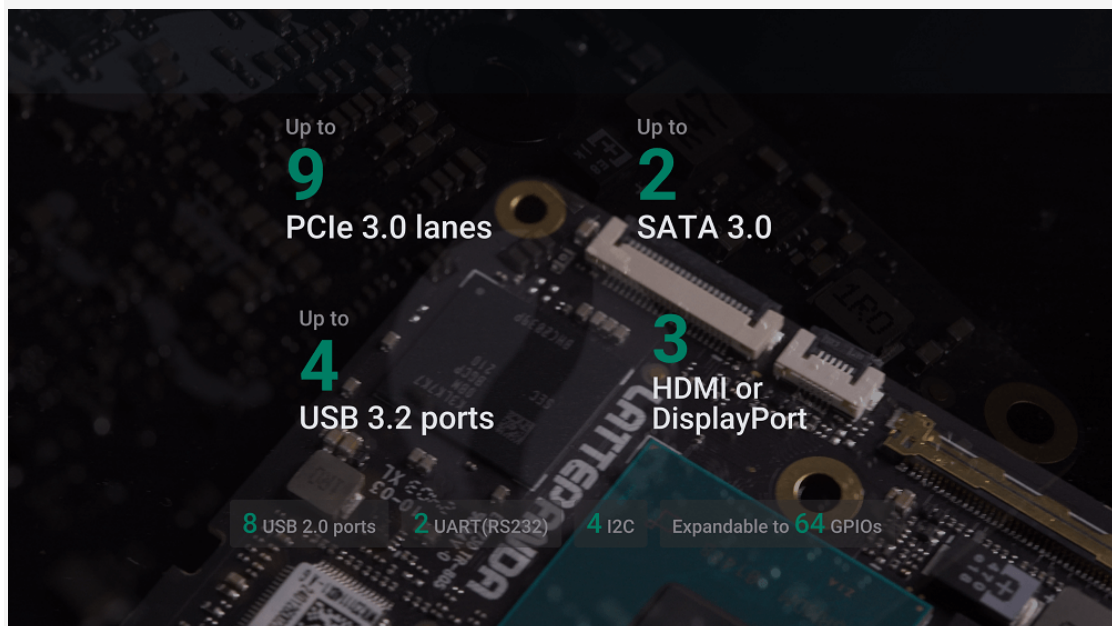 Up to
9
PCIe 3.0 lanes
Up to
2
SATA 3.0
Up to
4
USB 3.2 ports
3
HDMI or
DisplayPort
8 USB 2.0 ports
2 UART(RS232)
4 I2C
Expandable to 64 GPIOs
LATTEPANDA
1R0
SEC